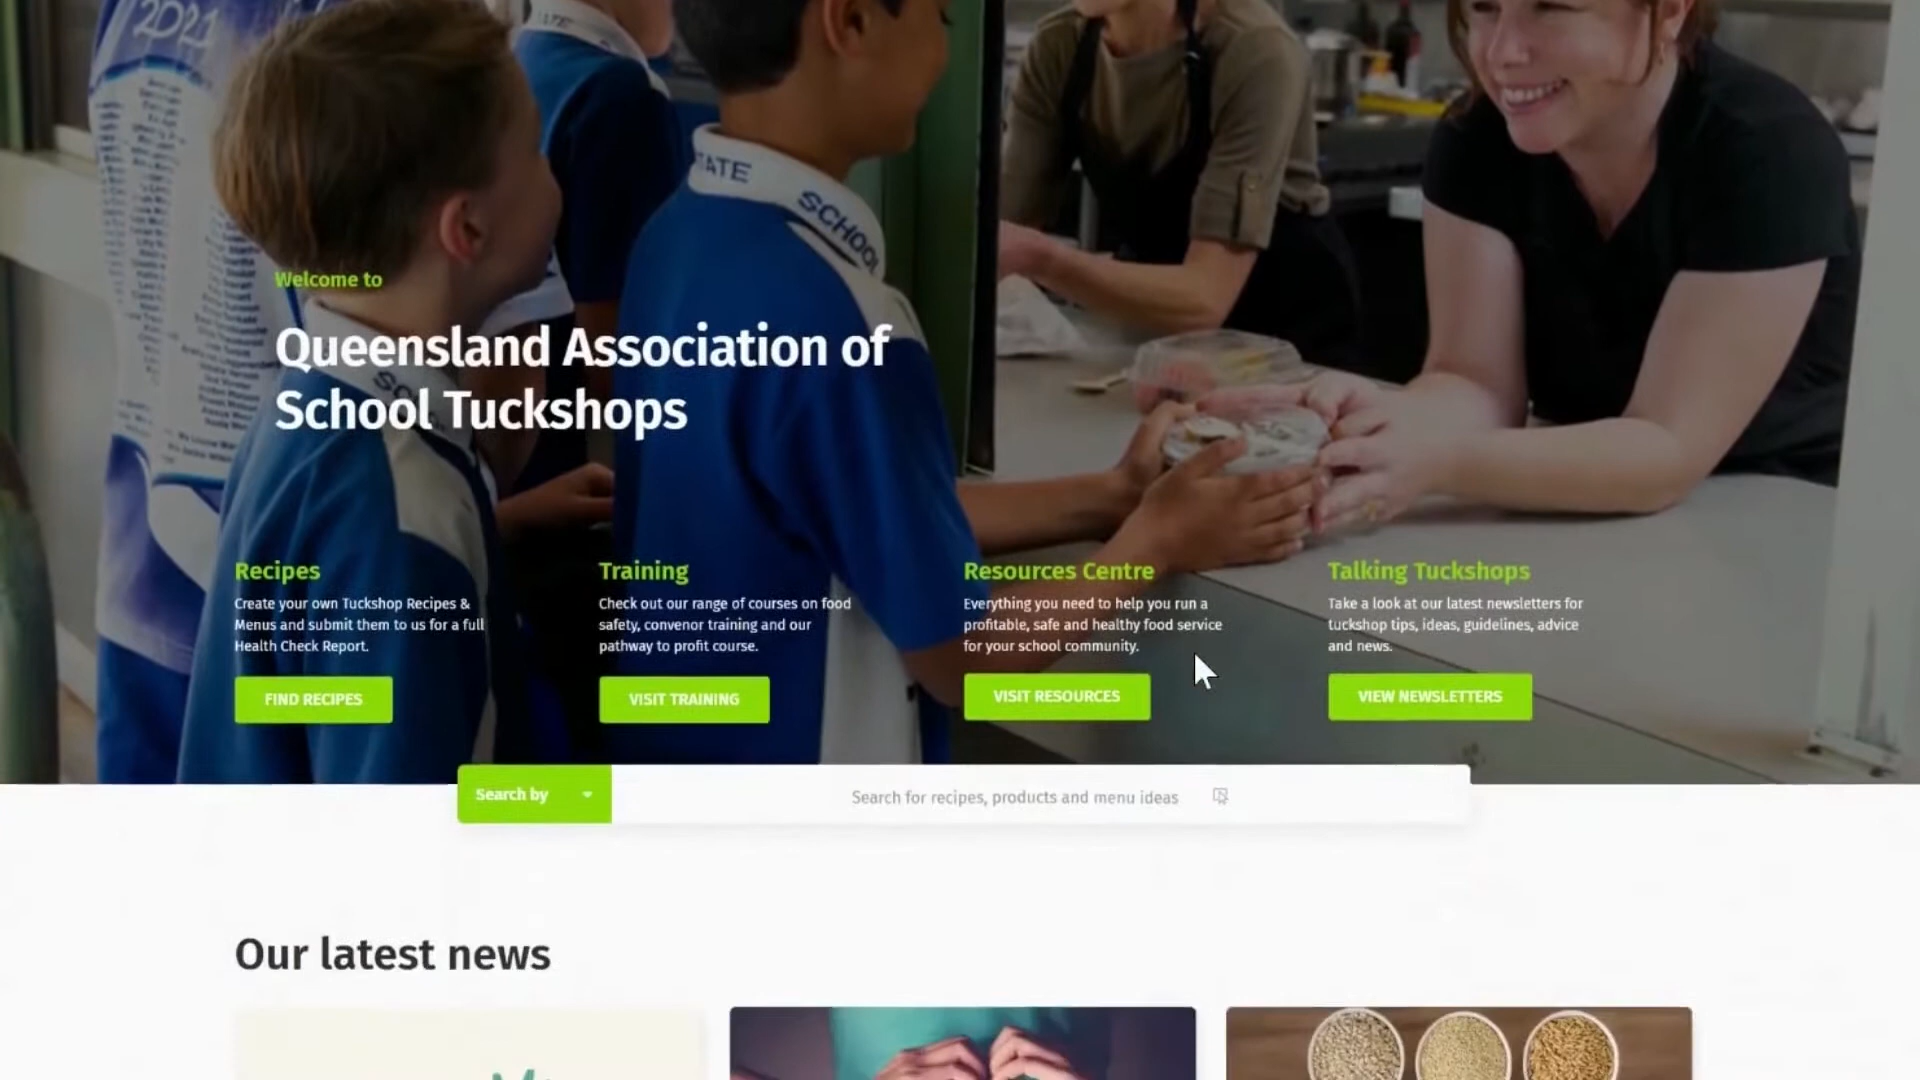 2021
TATE
SCHOOL
Welcome to
Queensland Association of
School Tuckshops
Recipes
Create your own Tuckshop Recipes &
Menus and submit them to us for a full
Health Check Report.
FIND RECIPES
Training
Check out our range of courses on food
safety, convenor training and our
pathway to profit course.
VISIT TRAINING
Resources Centre
Everything you need to help you run a
profitable, safe and healthy food service
for your school community.
VISIT RESOURCES
Talking Tuckshops
Take a look at our latest newsletters for
tuckshop tips, ideas, guidelines, advice
and news.
VIEW NEWSLETTERS
Search by
Search for recipes, products and menu ideas
Our latest news